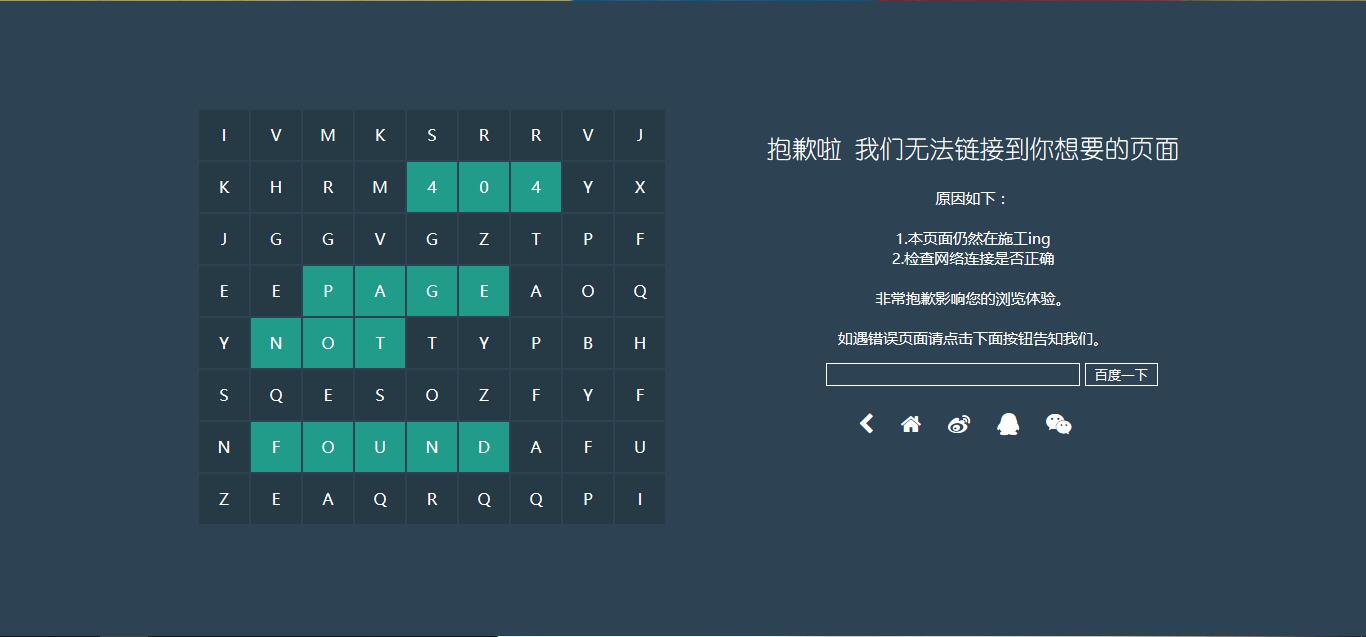 I V M K S R R V J
K H R M 4 0 4 Y X
J G G V G Z T P F
E E P A G E A O Q
Y N O T T Y P B H
S Q E S O Z F Y F
N F O U N D A F U
Z E A Q R Q Q P I
抱歉啦 我们无法链接到你想要的页面
原因如下：
1.本页面仍然在施工ing
2.检查网络连接是否正确
非常抱歉影响您的浏览体验。
如遇错误页面请点击下面按钮告知我们。
百度一下